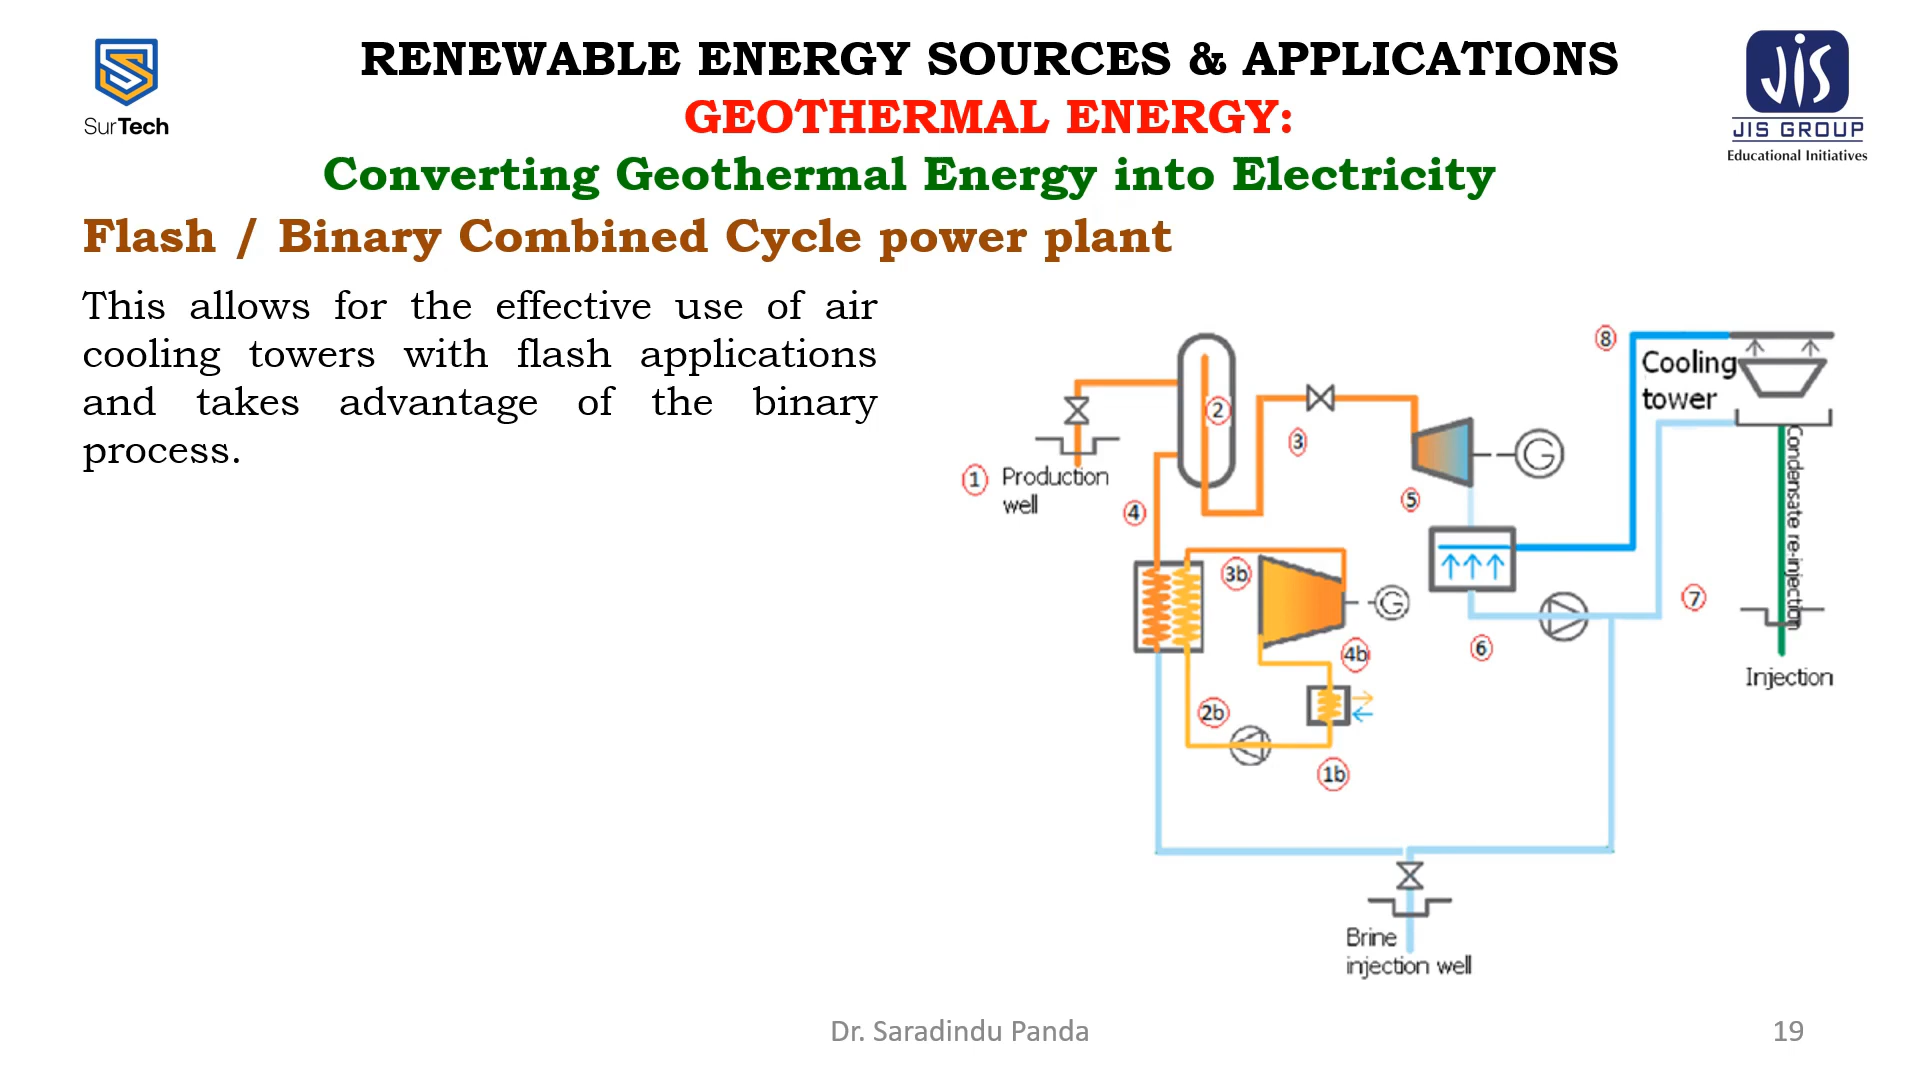 RENEWABLE ENERGY SOURCES & APPLICATIONS
GEOTHERMAL ENERGY:
Converting Geothermal Energy into Electricity
SurTech
JiS
JIS GROUP
Educational Initiatives
Flash / Binary Combined Cycle power plant
This allows for the effective use of air
cooling towers with flash applications
and takes advantage of the binary
process.
8
Cooling
tower
2
3
G
1
Production
well
4
5
Condensate re-injection
3b
G
7
4b
6
Injection
2b
1b
Brine
injection well
Dr. Saradindu Panda
19